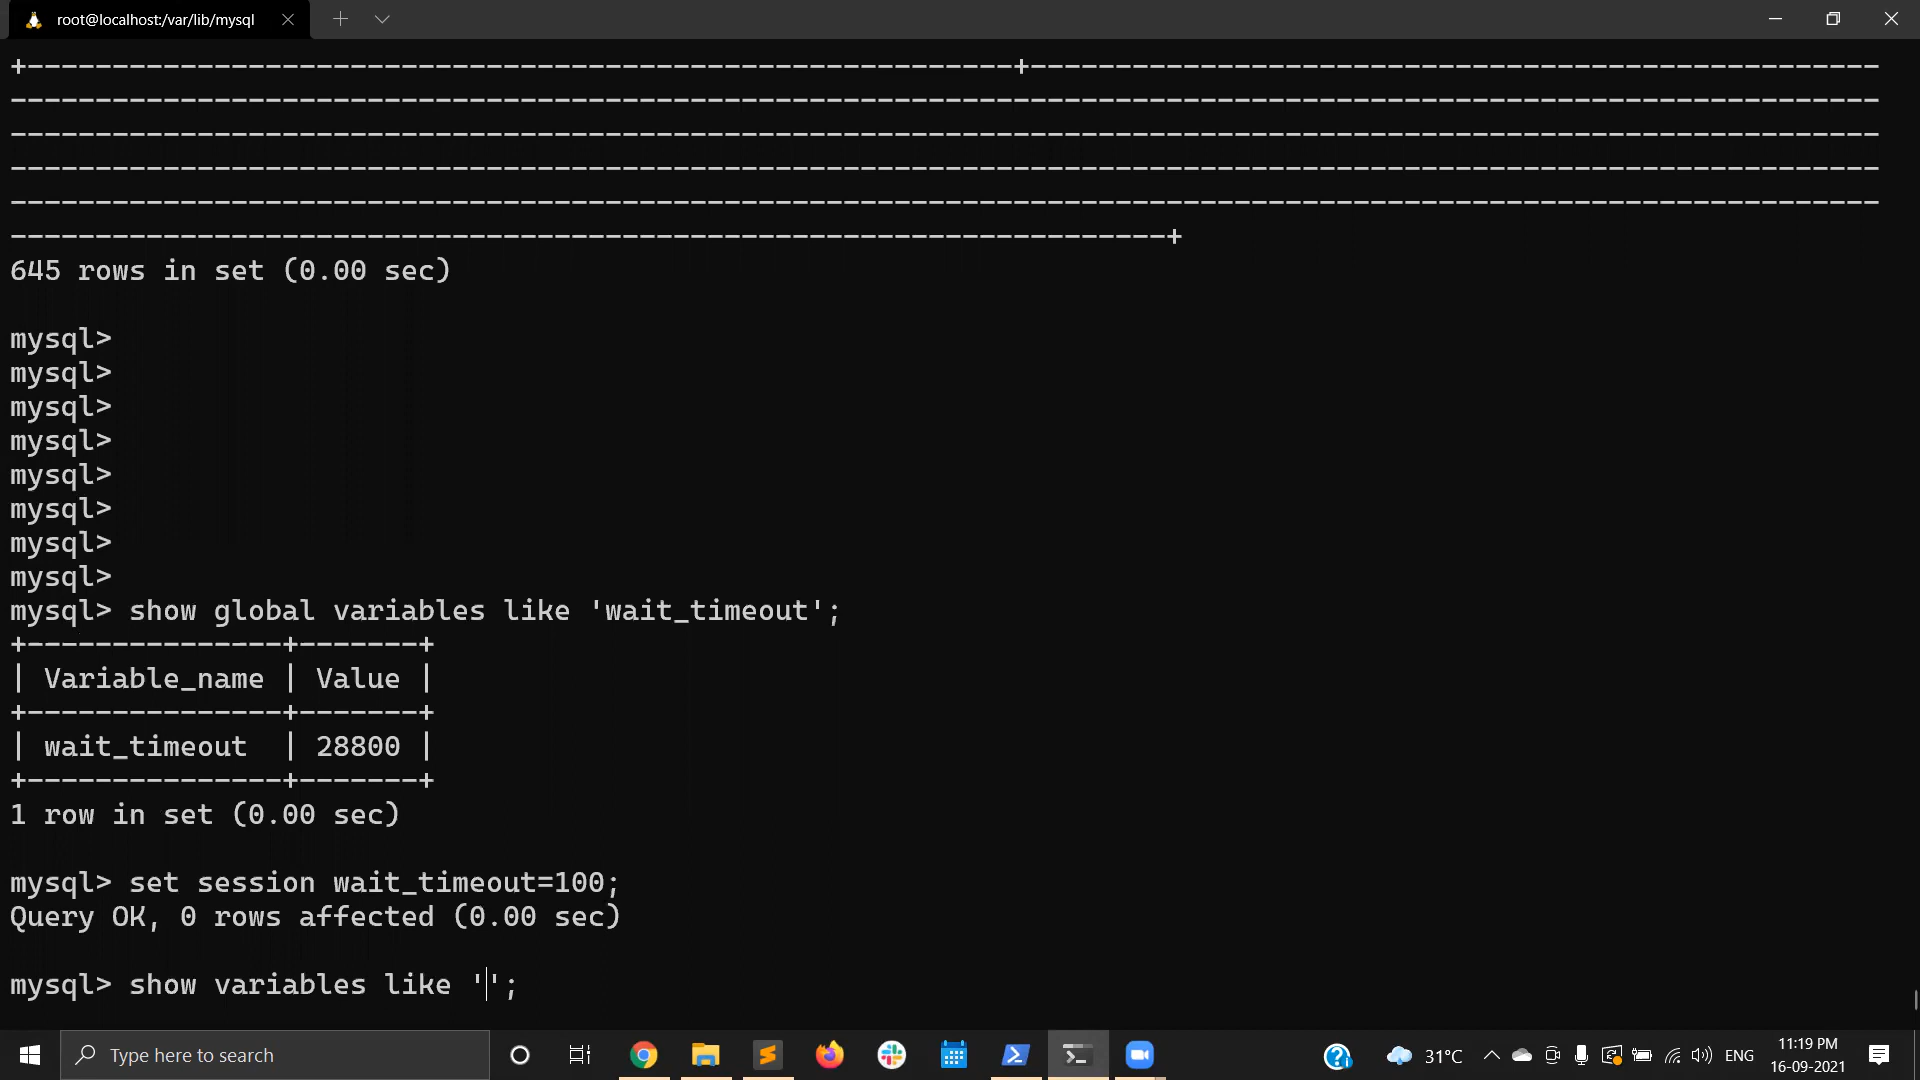 root@localhost:/var/lib/mysql
+----------------------------------------------------------+--------------------------------------------------
--------------------------------------------------------------------------------------------------------------
--------------------------------------------------------------------------------------------------------------
--------------------------------------------------------------------------------------------------------------
--------------------------------------------------------------------------------------------------------------
--------------------------------------------------------------------+
645 rows in set (0.00 sec)
mysql>
mysql>
mysql>
mysql>
mysql>
mysql>
mysql>
mysql>
mysql> show global variables like 'wait_timeout';
+---------------+-------+
| Variable_name | Value |
+---------------+-------+
| wait_timeout  | 28800 |
+---------------+-------+
1 row in set (0.00 sec)
mysql> set session wait_timeout=100;
Query OK, 0 rows affected (0.00 sec)
mysql> show variables like '';
Type here to search
31°C
ENG
11:19 PM
16-09-2021